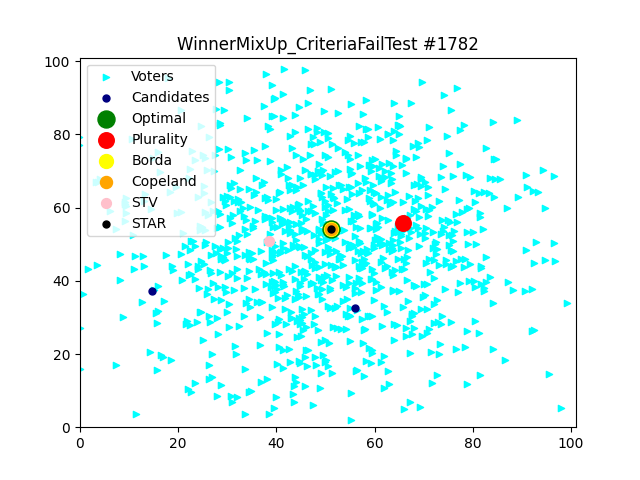 WinnerMixUp_CriteriaFailTest #1782
100
80
60
40
20
0
Voters
Candidates
Optimal
Plurality
Borda
Copeland
STV
STAR
0 20 40 60 80 100